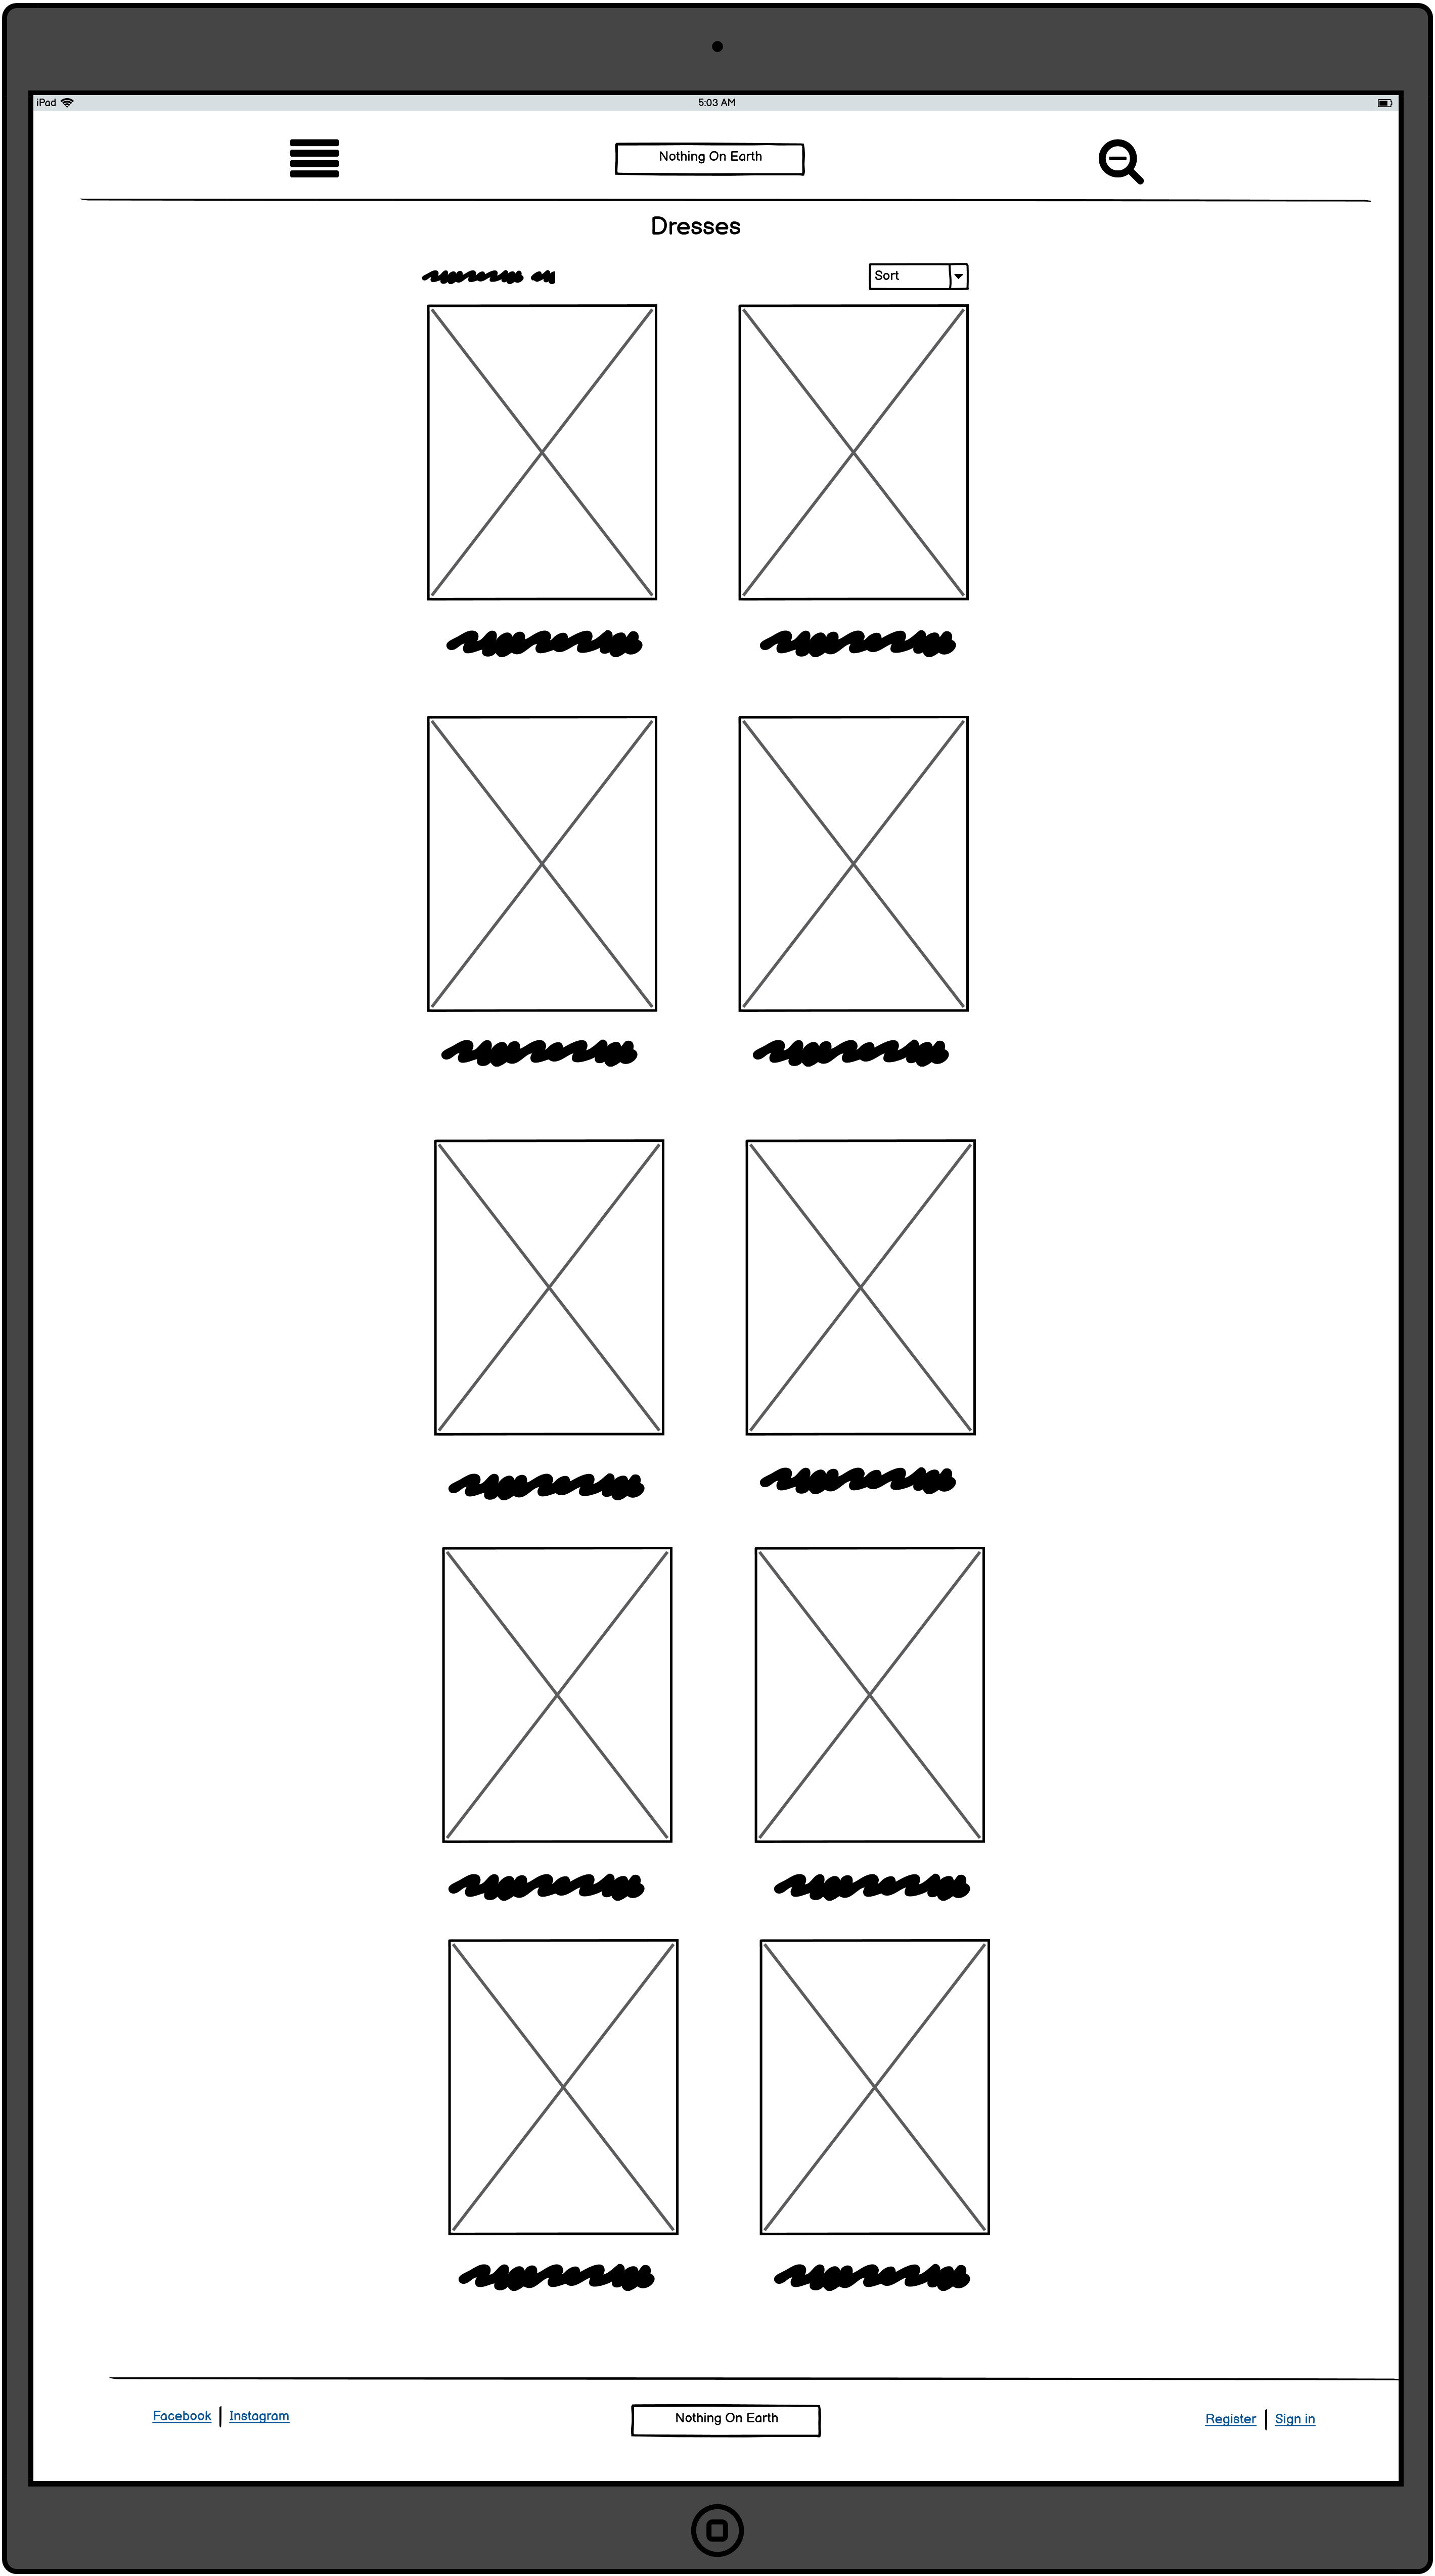 iPad 5:03 AM
Nothing On Earth
Dresses
Sort
Facebook Instagram Nothing On Earth Register Sign in